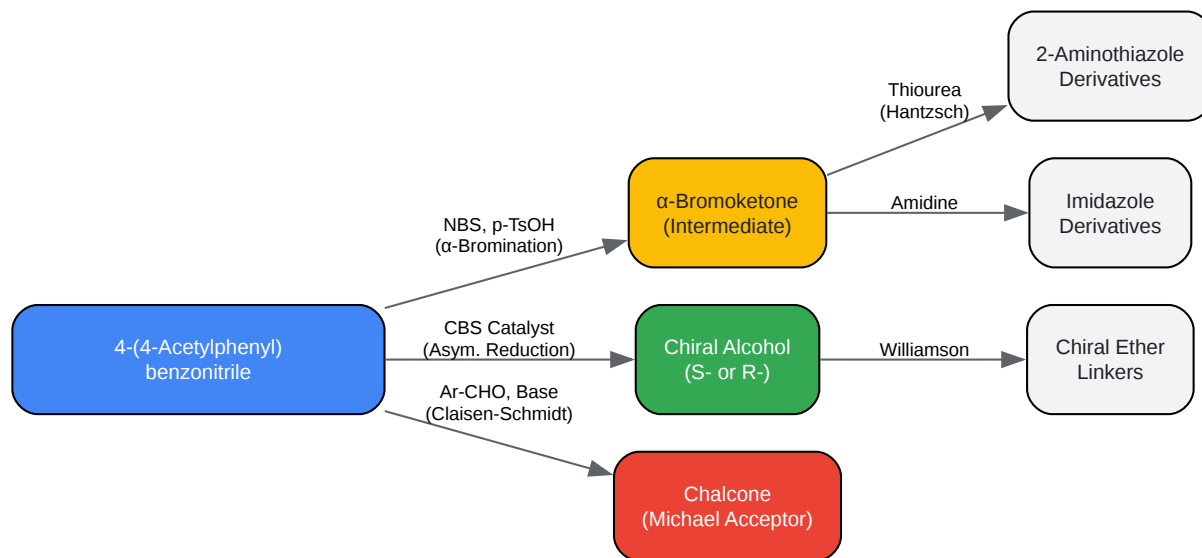 2-Aminothiazole
Derivatives
Thiourea
(Hantzsch)
α-Bromoketone
(Intermediate)
Amidine
Imidazole
Derivatives
NBS, p-TsOH
(α-Bromination)
4-(4-Acetylphenyl)
benzonitrile
CBS Catalyst
(Asym. Reduction)
Chiral Alcohol
(S- or R-)
Williamson
Chiral Ether
Linkers
Ar-CHO, Base
(Claisen-Schmidt)
Chalcone
(Michael Acceptor)